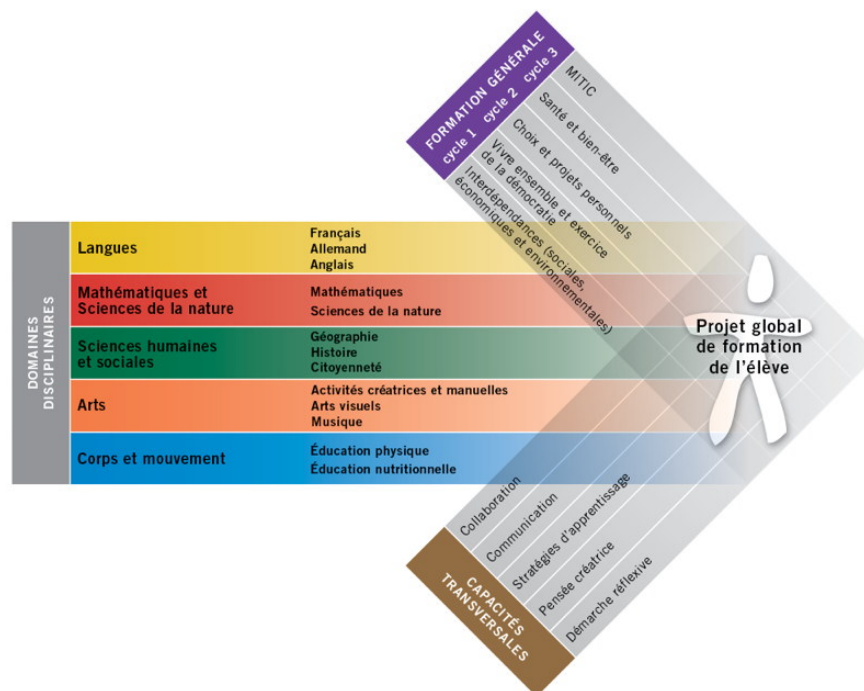 FORMATION GÉNÉRALE
cycle 1 cycle 2 cycle 3
MITIC
Santé et bien-être
Choix et projets personnels
Vivre ensemble et exercice
de la démocratie
Interdépendances (sociales,
économiques et environnementales)
DOMAINES
DISCIPLINAIRES
Langues
Français
Allemand
Anglais
Mathématiques et
Sciences de la nature
Mathématiques
Sciences de la nature
Sciences humaines
et sociales
Géographie
Histoire
Citoyenneté
Arts
Activités créatrices et manuelles
Arts visuels
Musique
Corps et mouvement
Éducation physique
Éducation nutritionnelle
Projet global
de formation
de l'élève
Collaboration
Communication
Stratégies d'apprentissage
Pensée créatrice
Démarche réflexive
CAPACITÉS
TRANSVERSALES